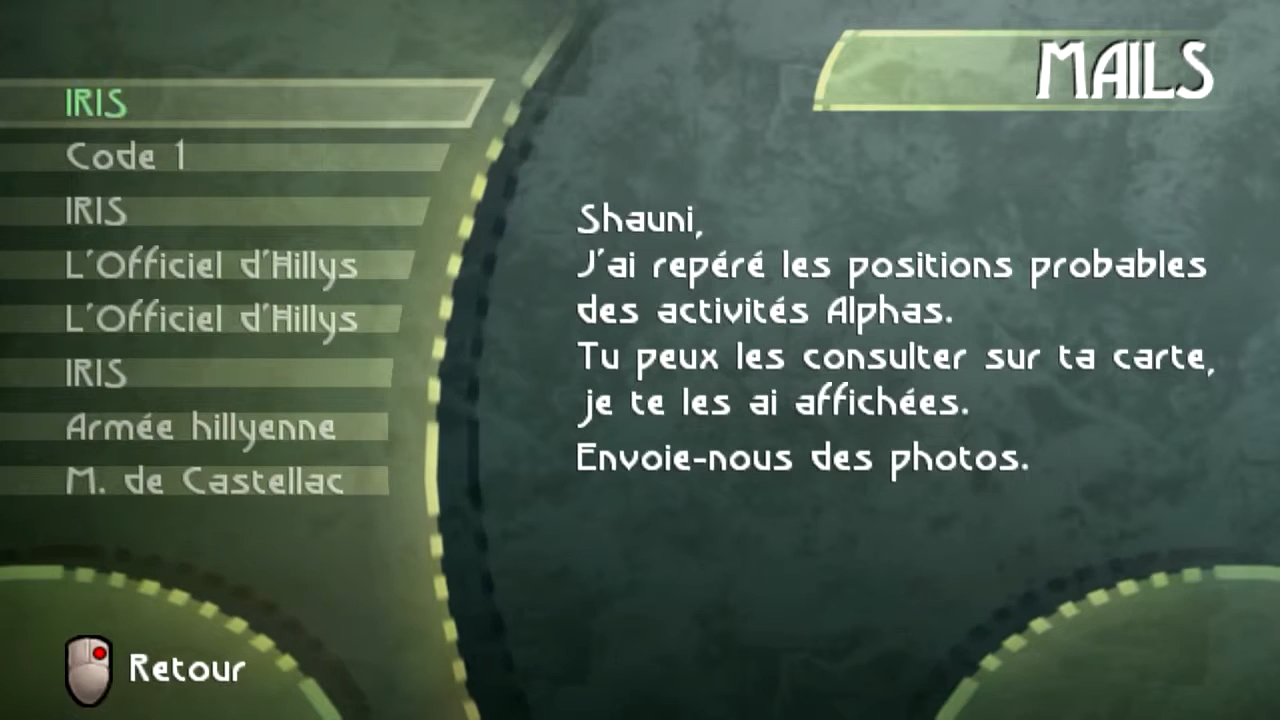 MAILS
IRIS
Code 1
IRIS
L'Officiel d'Hillys
L'Officiel d'Hillys
IRIS
Armée hillyenne
M. de Castellac
Shauni,
J'ai repéré les positions probables
des activités Alphas.
Tu peux les consulter sur ta carte,
je te les ai affichées.
Envoie-nous des photos.
Retour